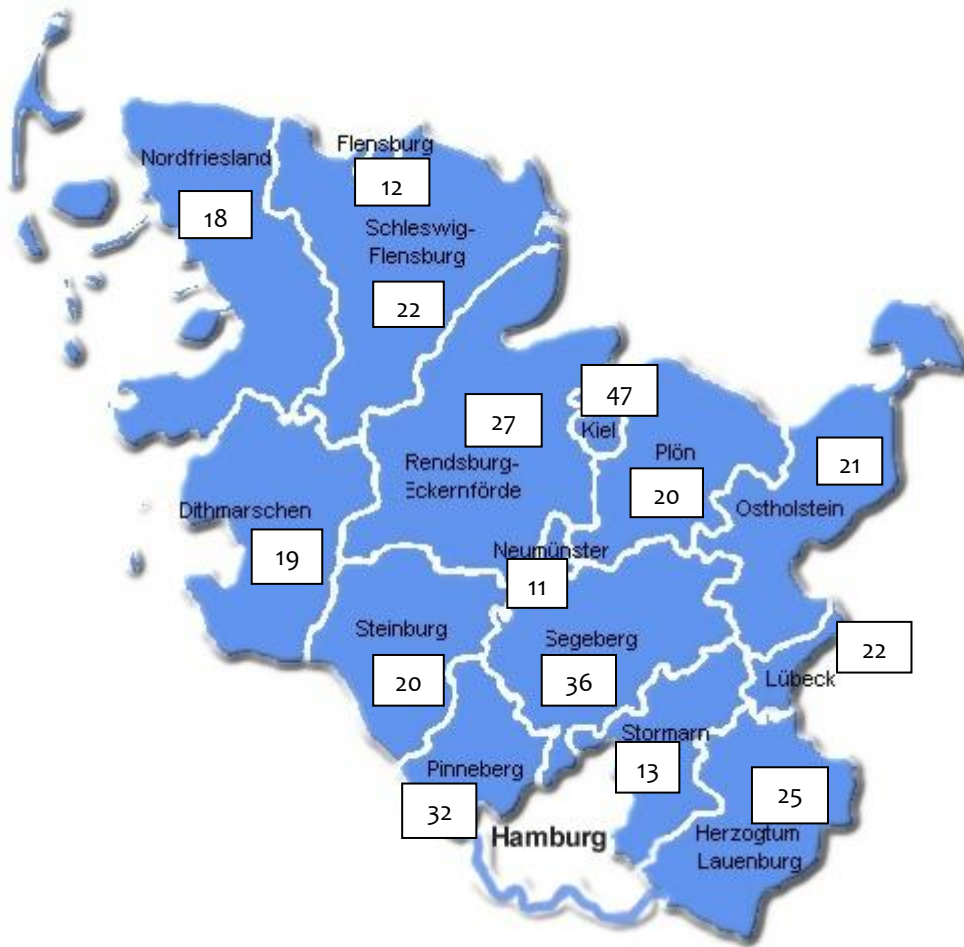 Flensburg
Nordfriesland
12
18
Schleswig-
Flensburg
22
47
27
Kiel
Plön
Rendsburg-
Eckernförde
21
20
Ostholstein
Dithmarschen
19
Neumünster
11
Steinburg
Segeberg
22
20
36
Lübeck
Stormarn
Pinneberg
13
25
32
Hamburg
Herzogtum
Lauenburg